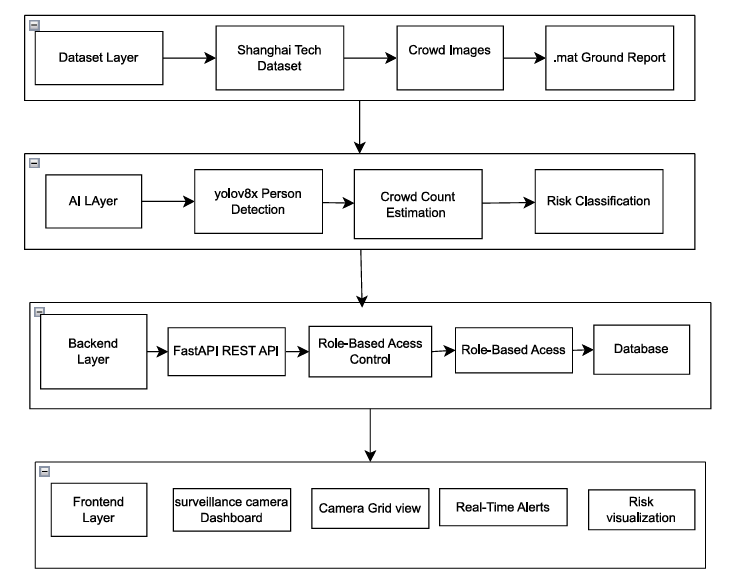 Dataset Layer
Shanghai Tech
Dataset
Crowd Images
.mat Ground Report
AI LAyer
yolov8x Person
Detection
Crowd Count
Estimation
Risk Classification
Backend
Layer
FastAPI REST API
Role-Based Acess
Control
Role-Based Acess
Database
Frontend
Layer
surveillance camera
Dashboard
Camera Grid view
Real-Time Alerts
Risk
visualization